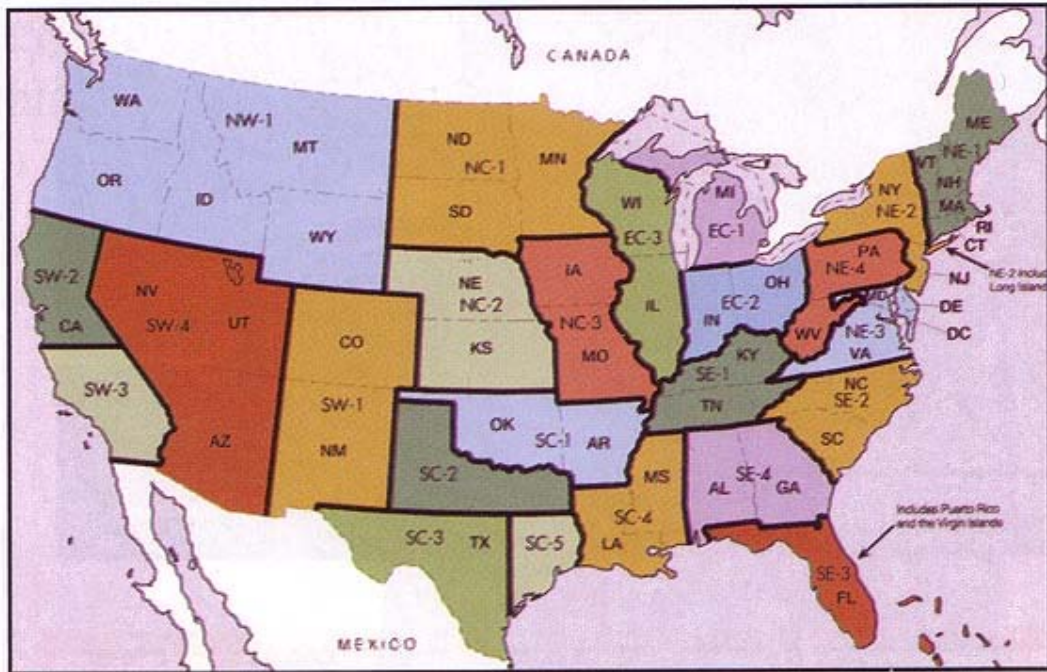 CANADA
WA
NW-1
MT
OR
ID
WY
ND
NC-1
MN
SD
WI
EC-3
IL
MI
EC-1
ME
VT
NE-1
NH
MA
RI
CT
NY
NE-2
NE-2 Includ
Long Island
NJ
PA
NE-4
OH
EC-2
IN
WV
MD
DE
DC
NE-3
VA
SW-2
CA
NV
SW-4
UT
AZ
SW-3
CO
SW-1
NM
NE
NC-2
KS
IA
NC-3
MO
KY
SE-1
TN
NC
SE-2
SC
OK
SC-1
AR
SC-2
SC-3
TX
SC-5
MS
SC-4
LA
AL
SE-4
GA
Includes Puerto Rico
and the Virgin Islands
SE-3
FL
MEXICO